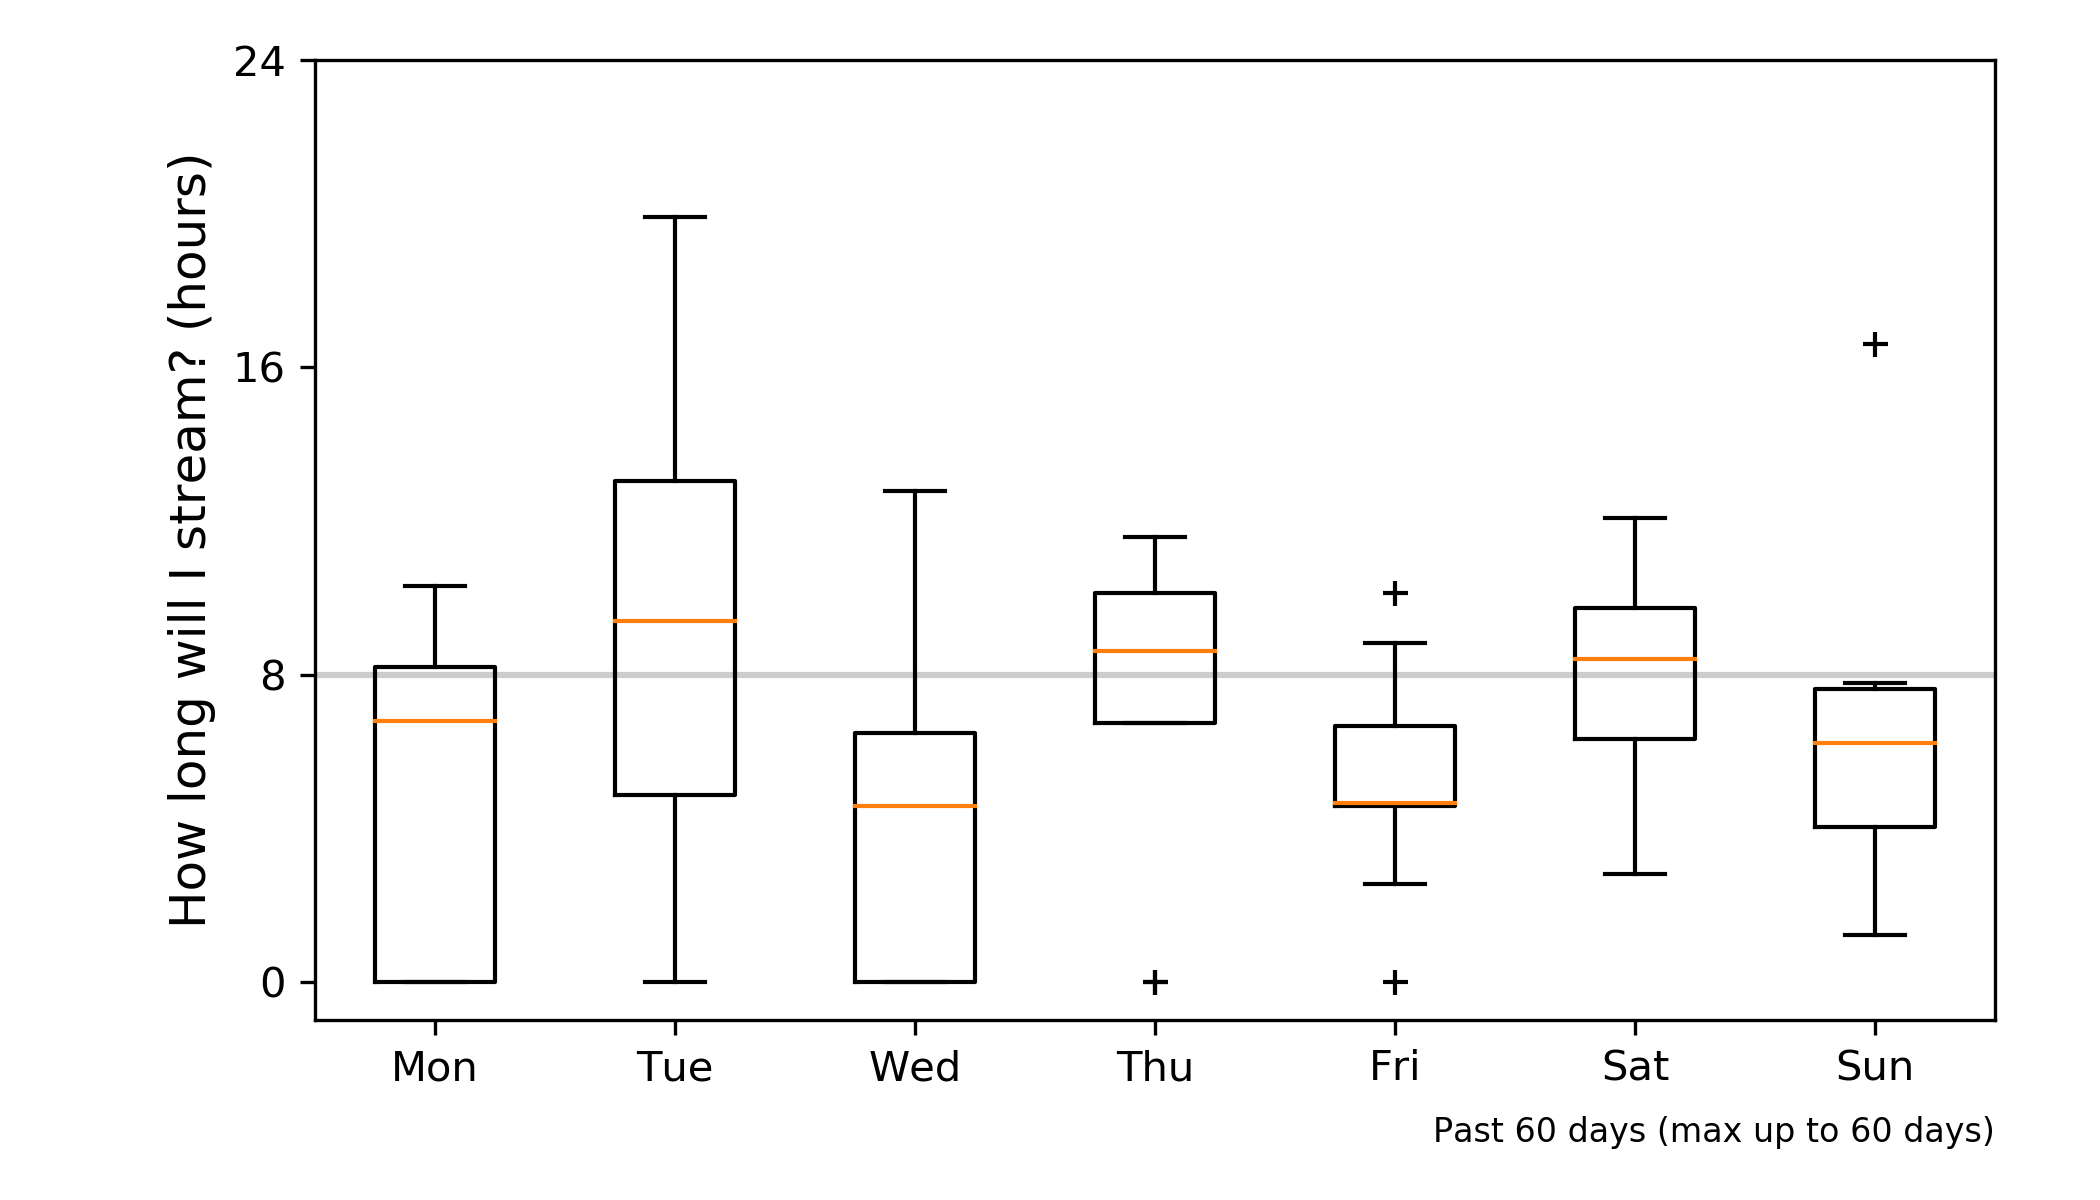 How long will I stream? (hours)
24
16
8
0
Mon Tue Wed Thu Fri Sat Sun
Past 60 days (max up to 60 days)